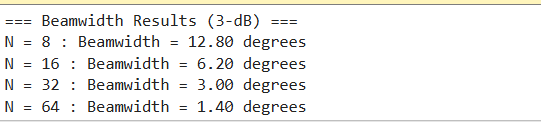 === Beamwidth Results (3-dB) ===
N = 8 : Beamwidth = 12.80 degrees
N = 16 : Beamwidth = 6.20 degrees
N = 32 : Beamwidth = 3.00 degrees
N = 64 : Beamwidth = 1.40 degrees